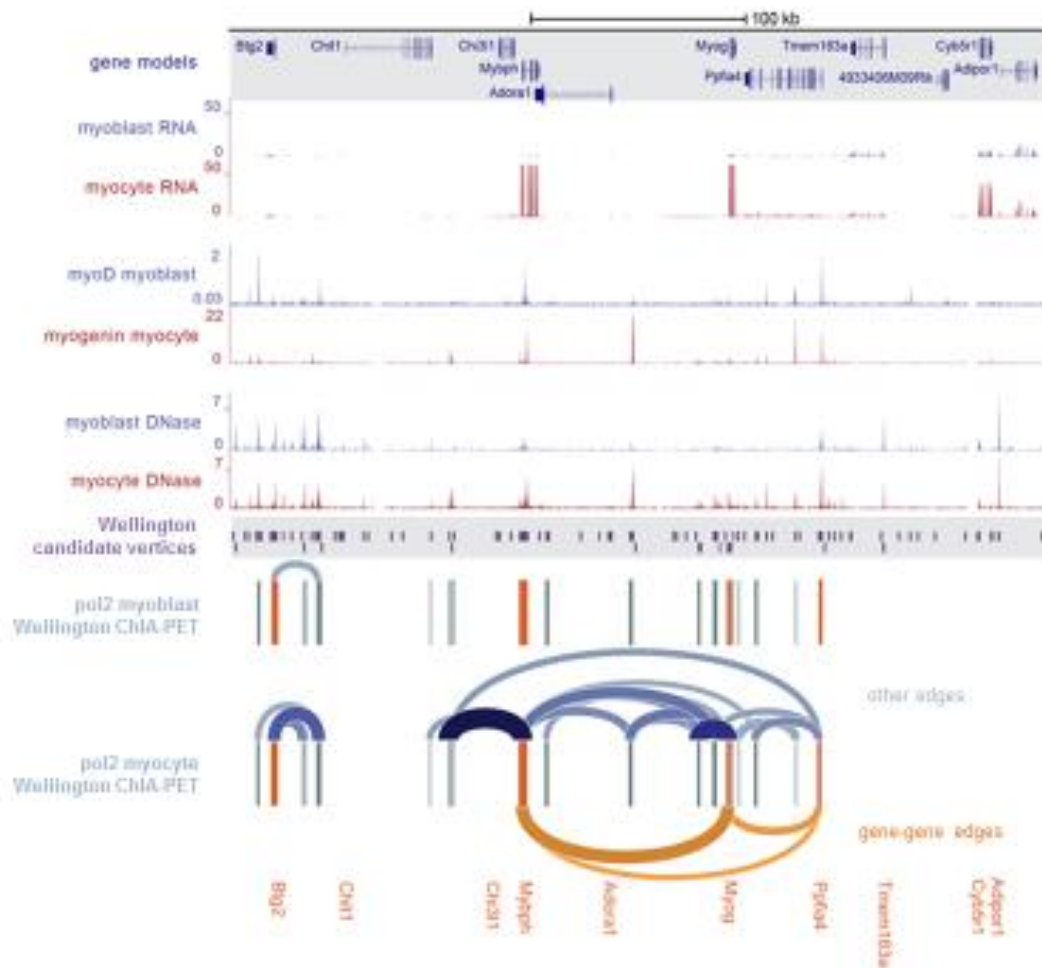 100 kb
Btg2 Chit1 Chi3l1 Myog Tmem183a Cyb5r1
gene models
Mybph Ppfia4 4933406M09Rik Adipor1
Adora1
53
myoblast RNA
0
50
myocyte RNA
0
2
myoD myoblast
0.03
22
myogenin myocyte
0
7
myoblast DNase
0
7
myocyte DNase
0
Wellington
candidate vertices
pol2 myoblast
Wellington ChIA-PET
other edges
pol2 myocyte
Wellington ChIA-PET
gene-gene edges
Btg2
Chit1
Chi3l1
Mybph
Adora1
Myog
Ppfia4
Tmem183a
Cyb5r1
Adipor1